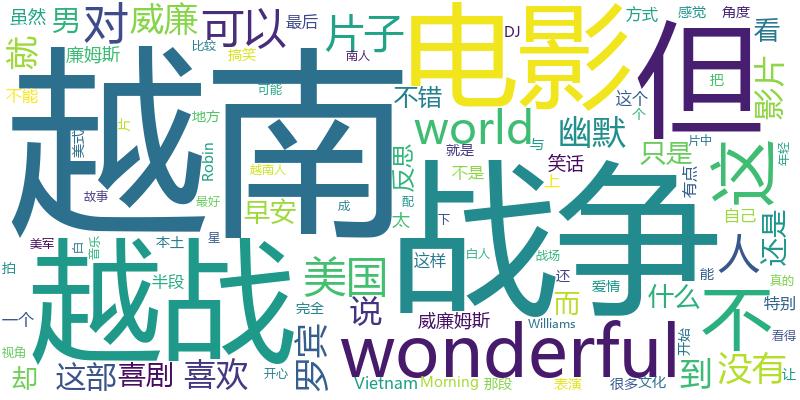 虽然 男 威廉 对 可以 最后 片子 电影 DJ 但 方式 感觉 角度
就 廉姆斯 比较 搞笑 南人 看
不能 越南 可能 不错 这个 把 影片
美式 片 地方 world 与 幽默 个
Robin 反思 就是 笑话 只是 片中 年轻
故事 最好 越南人 不是 上 有点 这
早安 成 配 太 下 战争 自己 还是
美军 白 音乐 本土 星 美国 这样 白人 战场 还 能 人
拍 越战 半段 爱情 什么 不 真的
一个 完全 说 威廉姆斯 而 特别
视角 罗宾 wonderful Williams 开始 看得
却 这部 喜剧 喜欢 开心 Vietnam Morning 那段 表演 很多 文化 到 没有 让